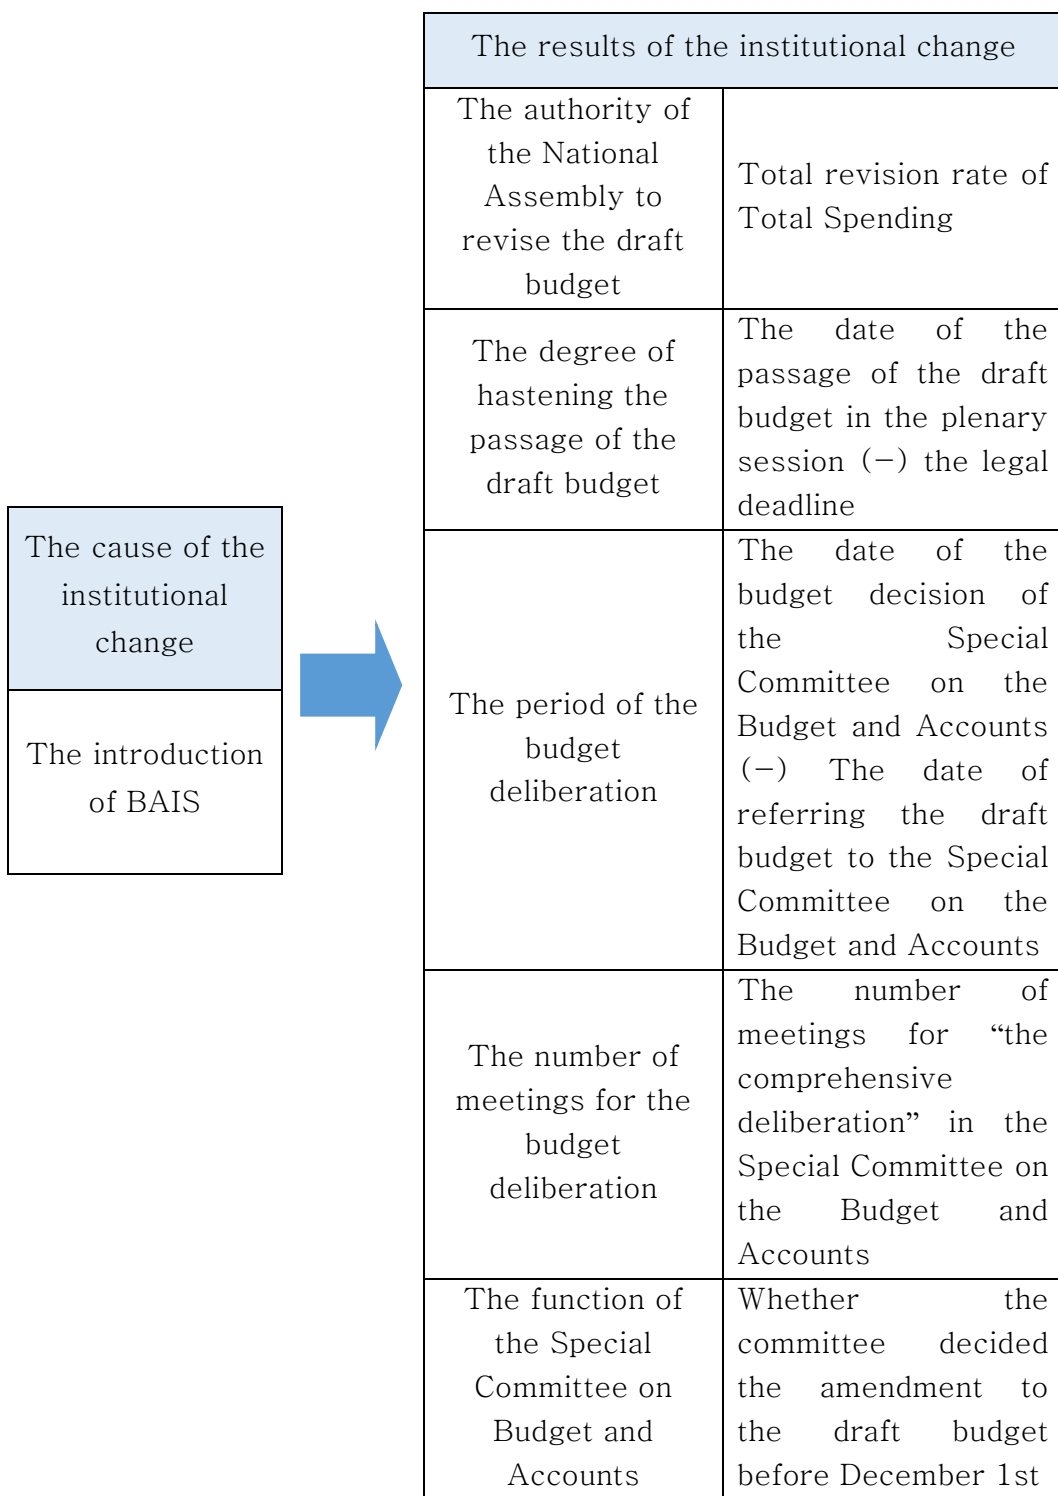 The results of the institutional change
The authority of
the National
Assembly to
revise the draft
budget
Total revision rate of
Total Spending
The degree of
hastening the
passage of the
draft budget
The date of the
passage of the draft
budget in the plenary
session (−) the legal
deadline
The cause of the
institutional
change
The introduction
of BAIS
The period of the
budget
deliberation
The date of the
budget decision of
the Special
Committee on the
Budget and Accounts
(−) The date of
referring the draft
budget to the Special
Committee on the
Budget and Accounts
The number of
meetings for the
budget
deliberation
The number of
meetings for “the
comprehensive
deliberation” in the
Special Committee on
the Budget and
Accounts
The function of
the Special
Committee on
Budget and
Accounts
Whether the
committee decided
the amendment to
the draft budget
before December 1st